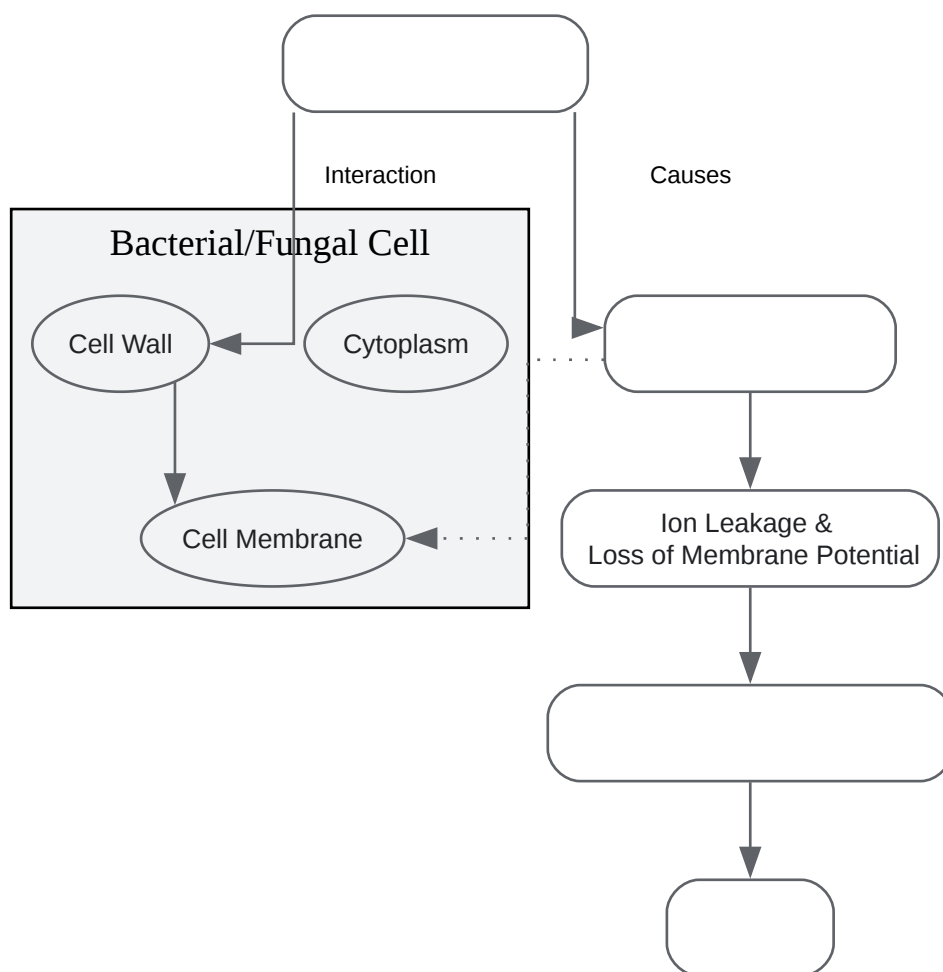 Interaction
Causes
Bacterial/Fungal Cell
Cell Wall
Cytoplasm
Cell Membrane
Ion Leakage &
Loss of Membrane Potential